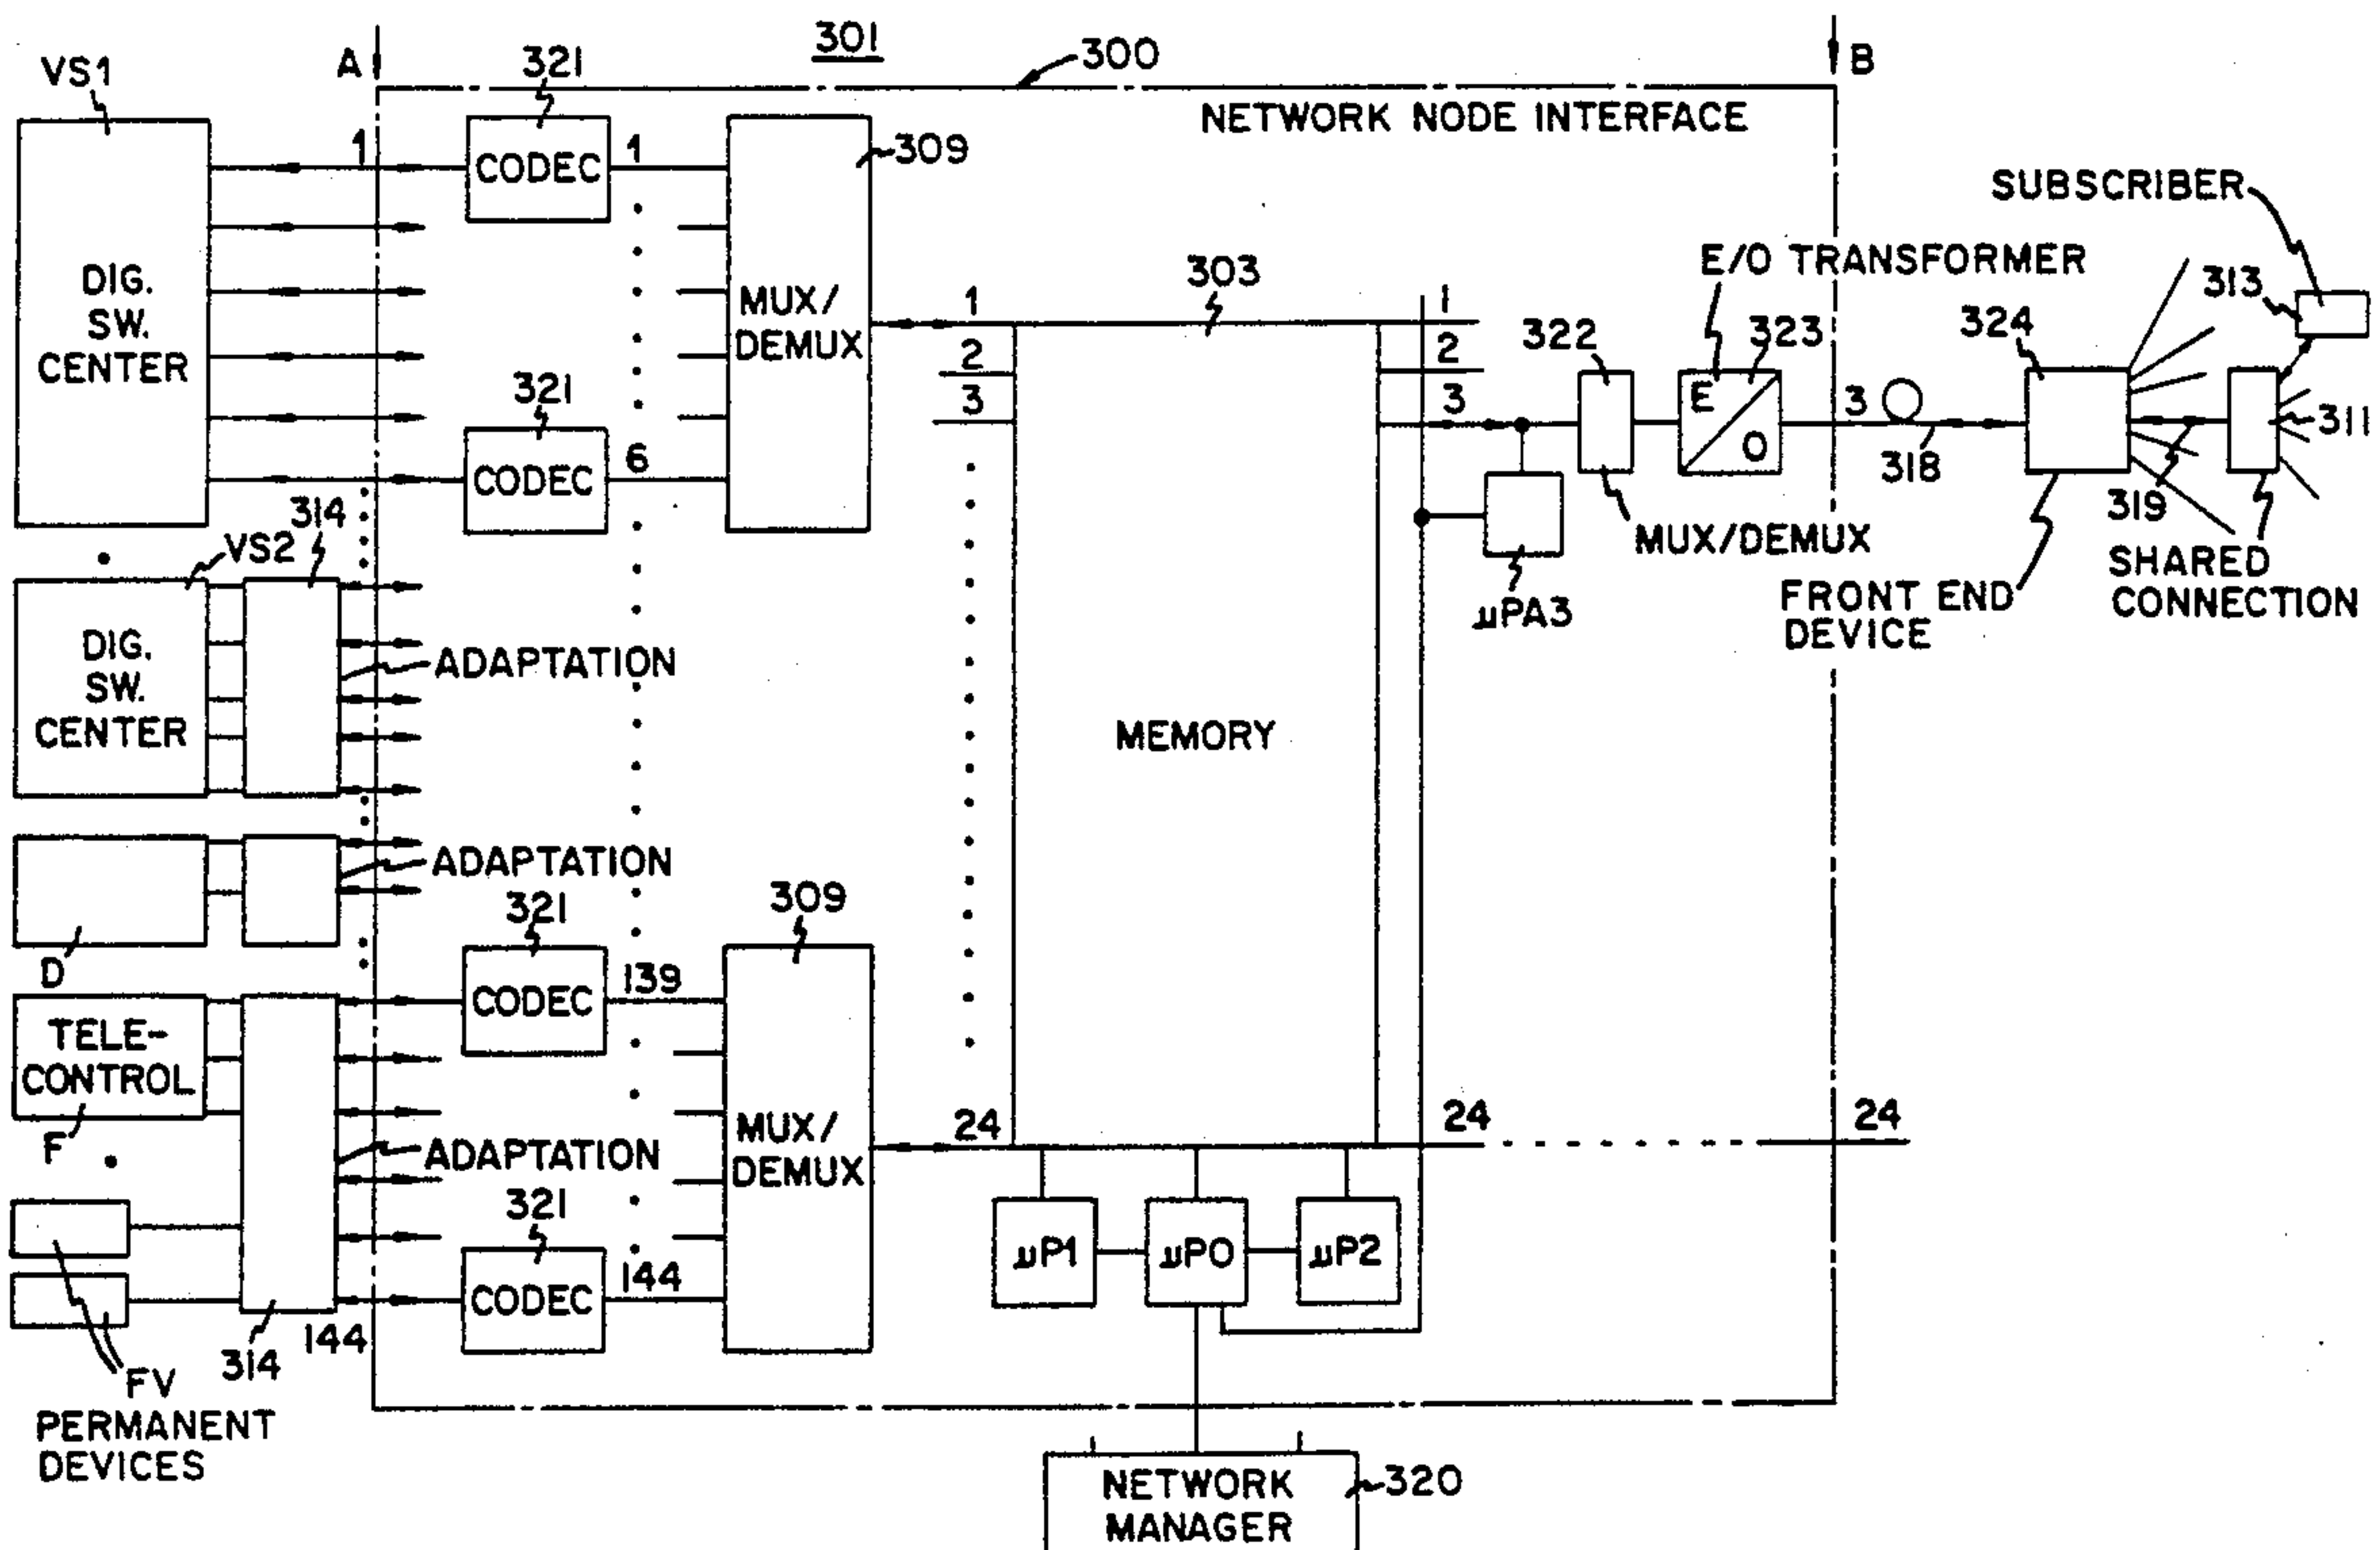 301
300
A
B
VS1
321
NETWORK NODE INTERFACE
1
CODEC
1
309
SUBSCRIBER
DIG.
SW.
CENTER
MUX/
DEMUX
303
E/O TRANSFORMER
313
1
2
3
1
2
3
322
323
324
E
O
3
318
319
311
321
CODEC
6
314
VS2
µPA3
MUX/DEMUX
FRONT END
DEVICE
SHARED
CONNECTION
DIG.
SW.
CENTER
ADAPTATION
MEMORY
ADAPTATION
D
321
CODEC
139
309
TELE-
CONTROL
F
ADAPTATION
MUX/
DEMUX
24
24
24
321
CODEC
144
µP1
µP0
µP2
314
144
FV
PERMANENT
DEVICES
NETWORK
MANAGER
320